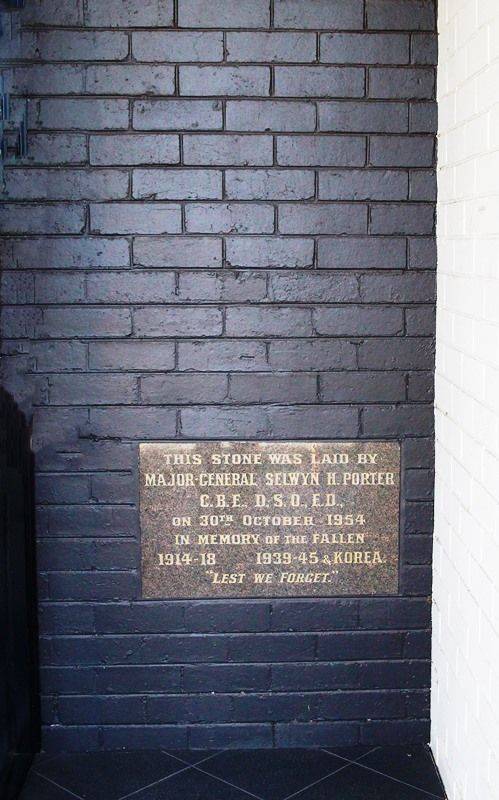 THIS STONE WAS LAID BY
MAJOR-GENERAL SELWYN H. PORTER
C.B.E., D.S.O., E.D.,
ON 30TH OCTOBER 1954
IN MEMORY OF THE FALLEN
1914-18 1939-45 & KOREA.
"LEST WE FORGET."